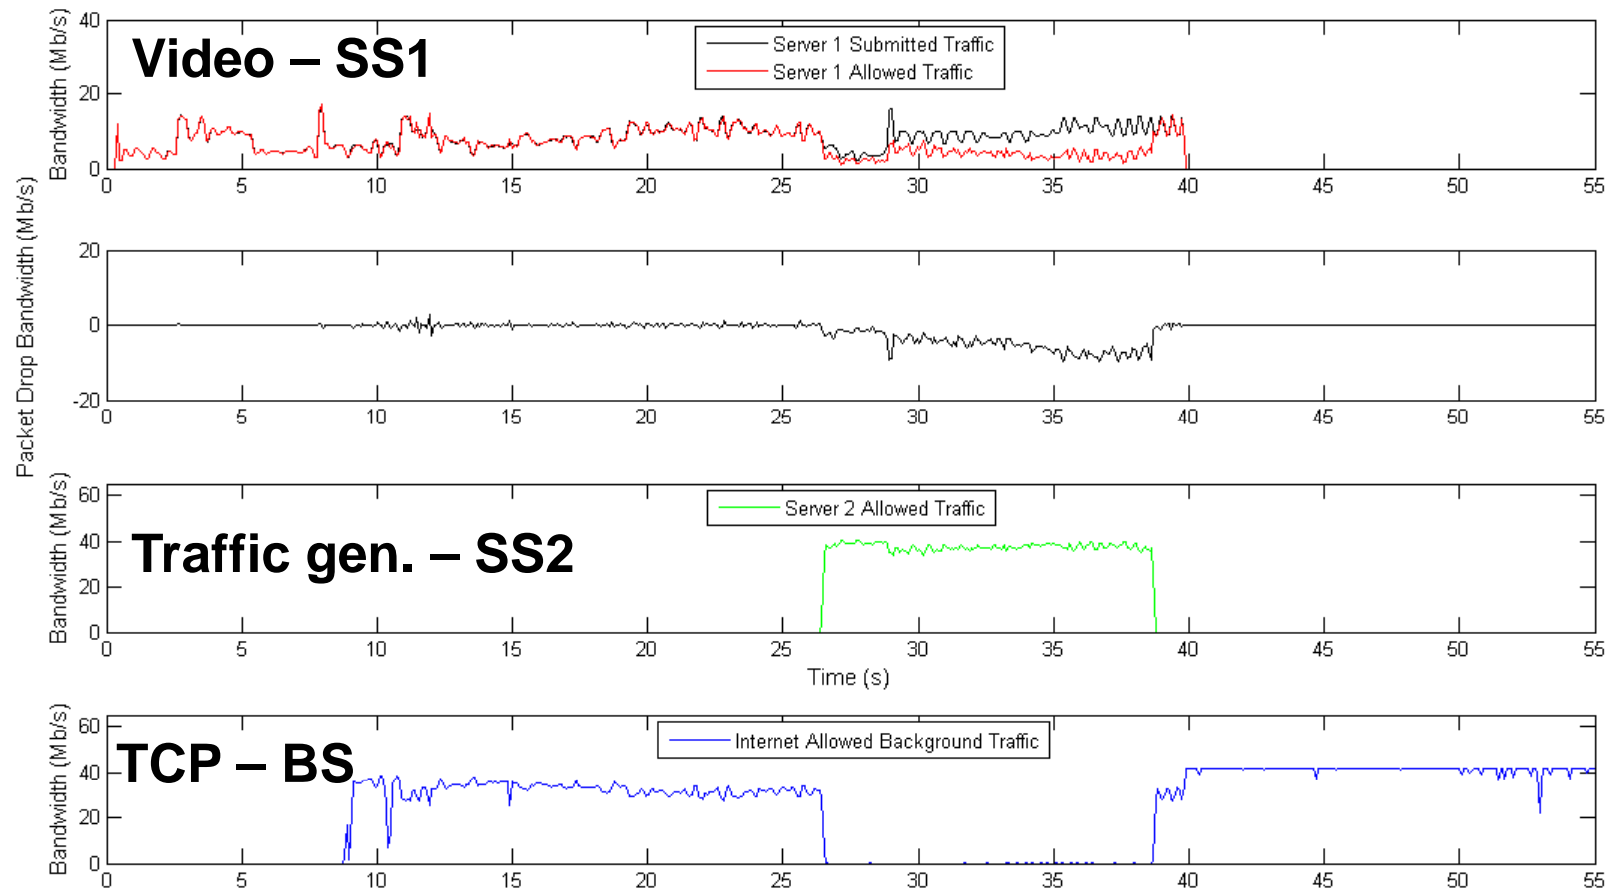 Video – SS1
Server 1 Submitted Traffic
Server 1 Allowed Traffic
Bandwidth (Mb/s)
40
20
0
0 5 10 15 20 25 30 35 40 45 50 55
Packet Drop Bandwidth (Mb/s)
20
0
-20
0 5 10 15 20 25 30 35 40 45 50 55
Server 2 Allowed Traffic
Traffic gen. – SS2
Bandwidth (Mb/s)
60
40
20
0
0 5 10 15 20 25 30 35 40 45 50 55
Time (s)
Internet Allowed Background Traffic
TCP – BS
Bandwidth (Mb/s)
60
40
20
0
0 5 10 15 20 25 30 35 40 45 50 55